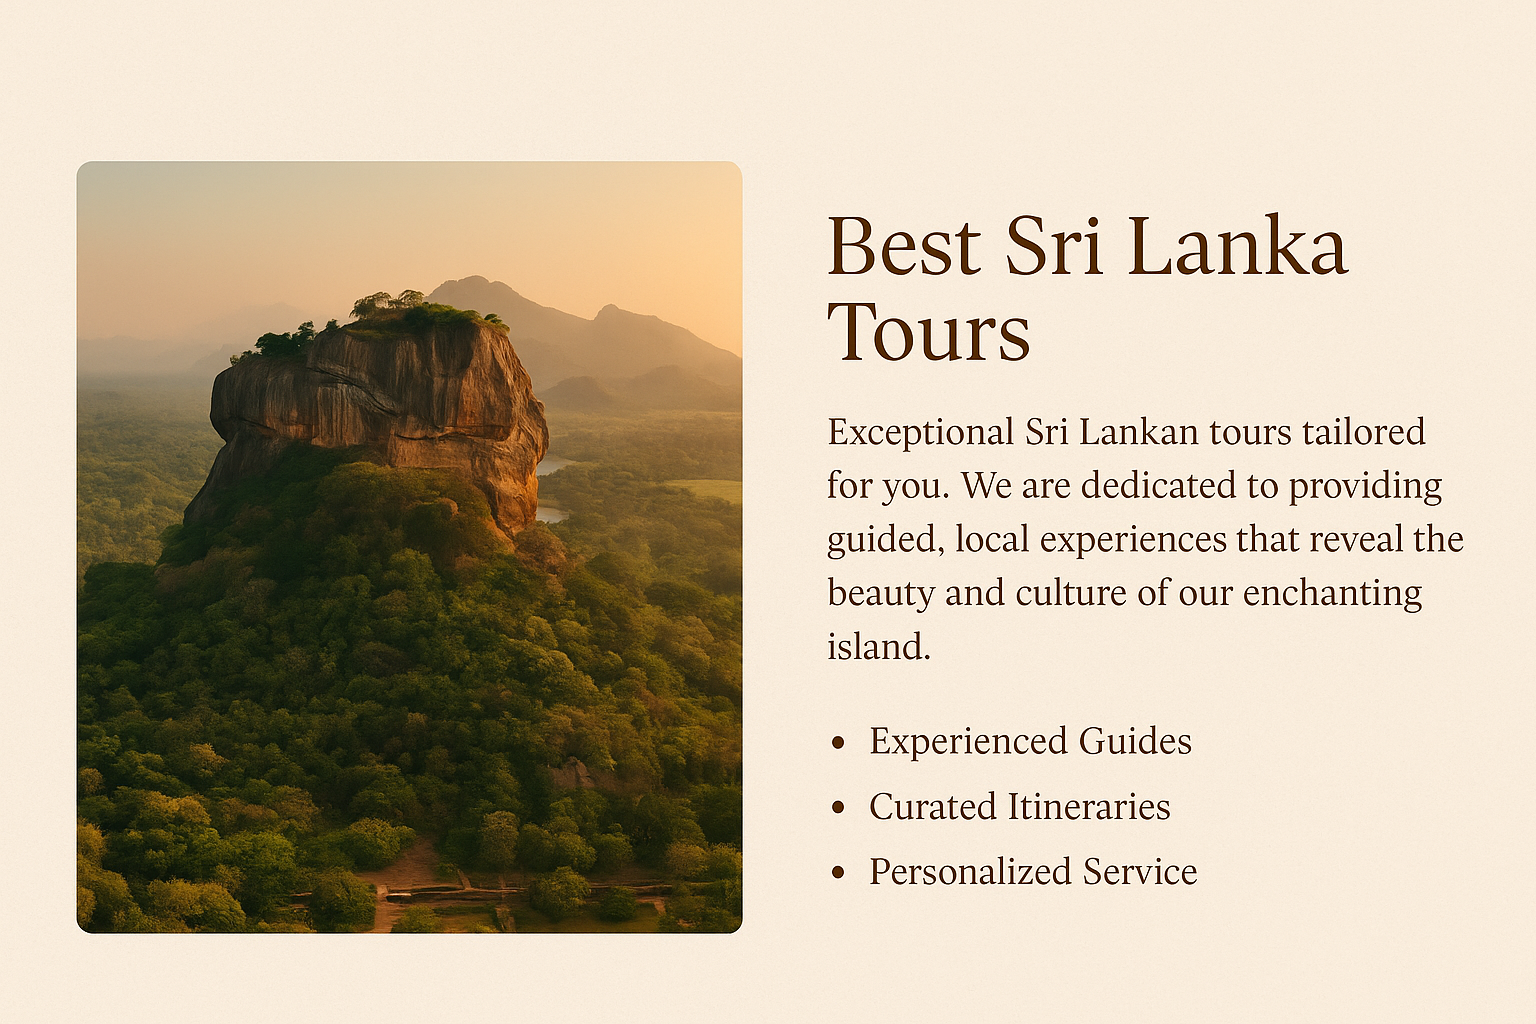 Best Sri Lanka
Tours
Exceptional Sri Lankan tours tailored
for you. We are dedicated to providing
guided, local experiences that reveal the
beauty and culture of our enchanting
island.
• Experienced Guides
• Curated Itineraries
• Personalized Service